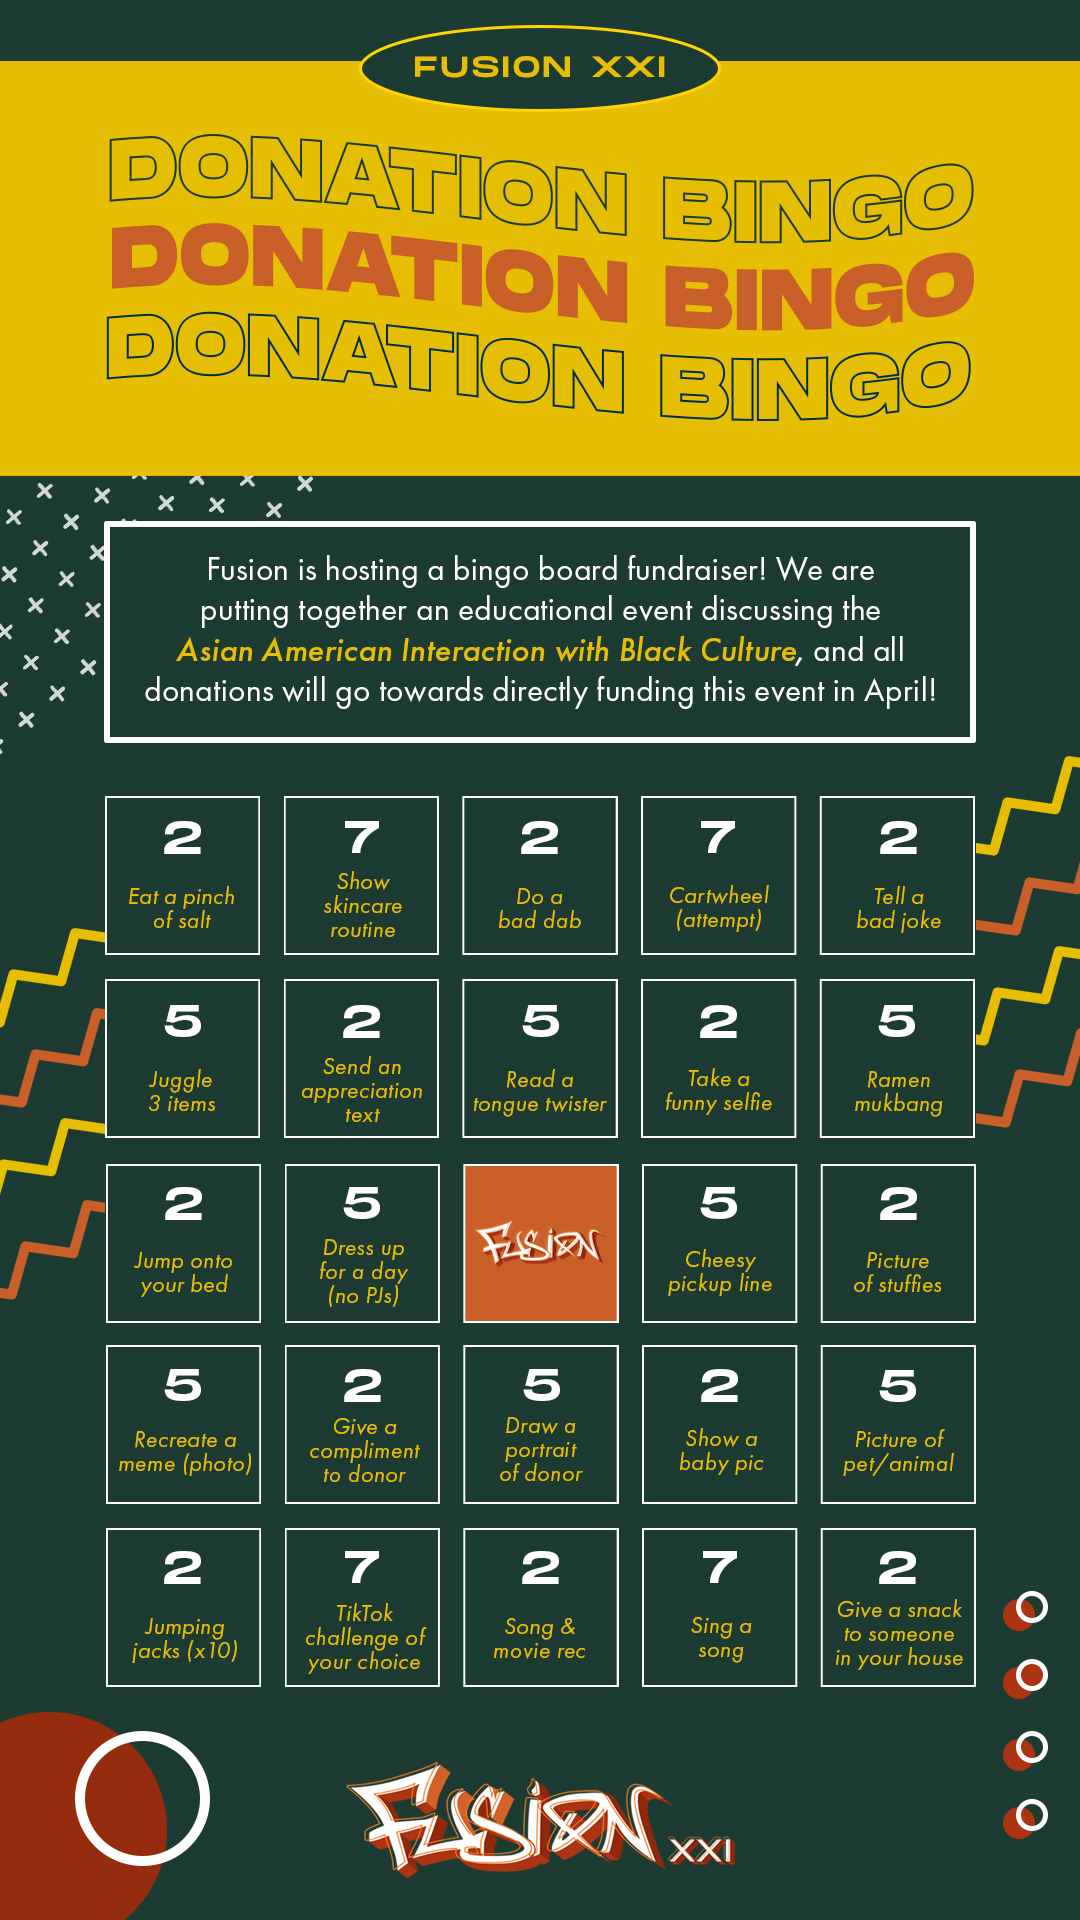 FUSION XXI
DONATION BINGO
DONATION BINGO
DONATION BINGO
Fusion is hosting a bingo board fundraiser! We are
putting together an educational event discussing the
Asian American Interaction with Black Culture, and all
donations will go towards directly funding this event in April!
2
Eat a pinch
of salt
7
Show
skincare
routine
2
Do a
bad dab
7
Cartwheel
(attempt)
2
Tell a
bad joke
5
Juggle
3 items
2
Send an
appreciation
text
5
Read a
tongue twister
2
Take a
funny selfie
5
Ramen
mukbang
2
Jump onto
your bed
5
Dress up
for a day
(no PJs)
FUSION
5
Cheesy
pickup line
2
Picture
of stuffies
5
Recreate a
meme (photo)
2
Give a
compliment
to donor
5
Draw a
portrait
of donor
2
Show a
baby pic
5
Picture of
pet/animal
2
Jumping
jacks (x10)
7
TikTok
challenge of
your choice
2
Song &
movie rec
7
Sing a
song
2
Give a snack
to someone
in your house
FUSION XXI